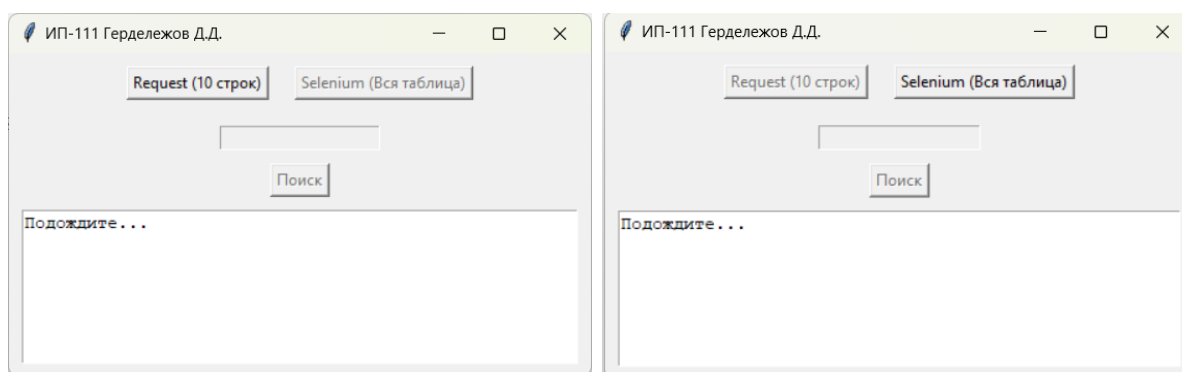 ИП-111 Гердележов Д.Д.
Request (10 строк) Selenium (Вся таблица)
Поиск
Подождите...
ИП-111 Гердележов Д.Д.
Request (10 строк) Selenium (Вся таблица)
Поиск
Подождите...